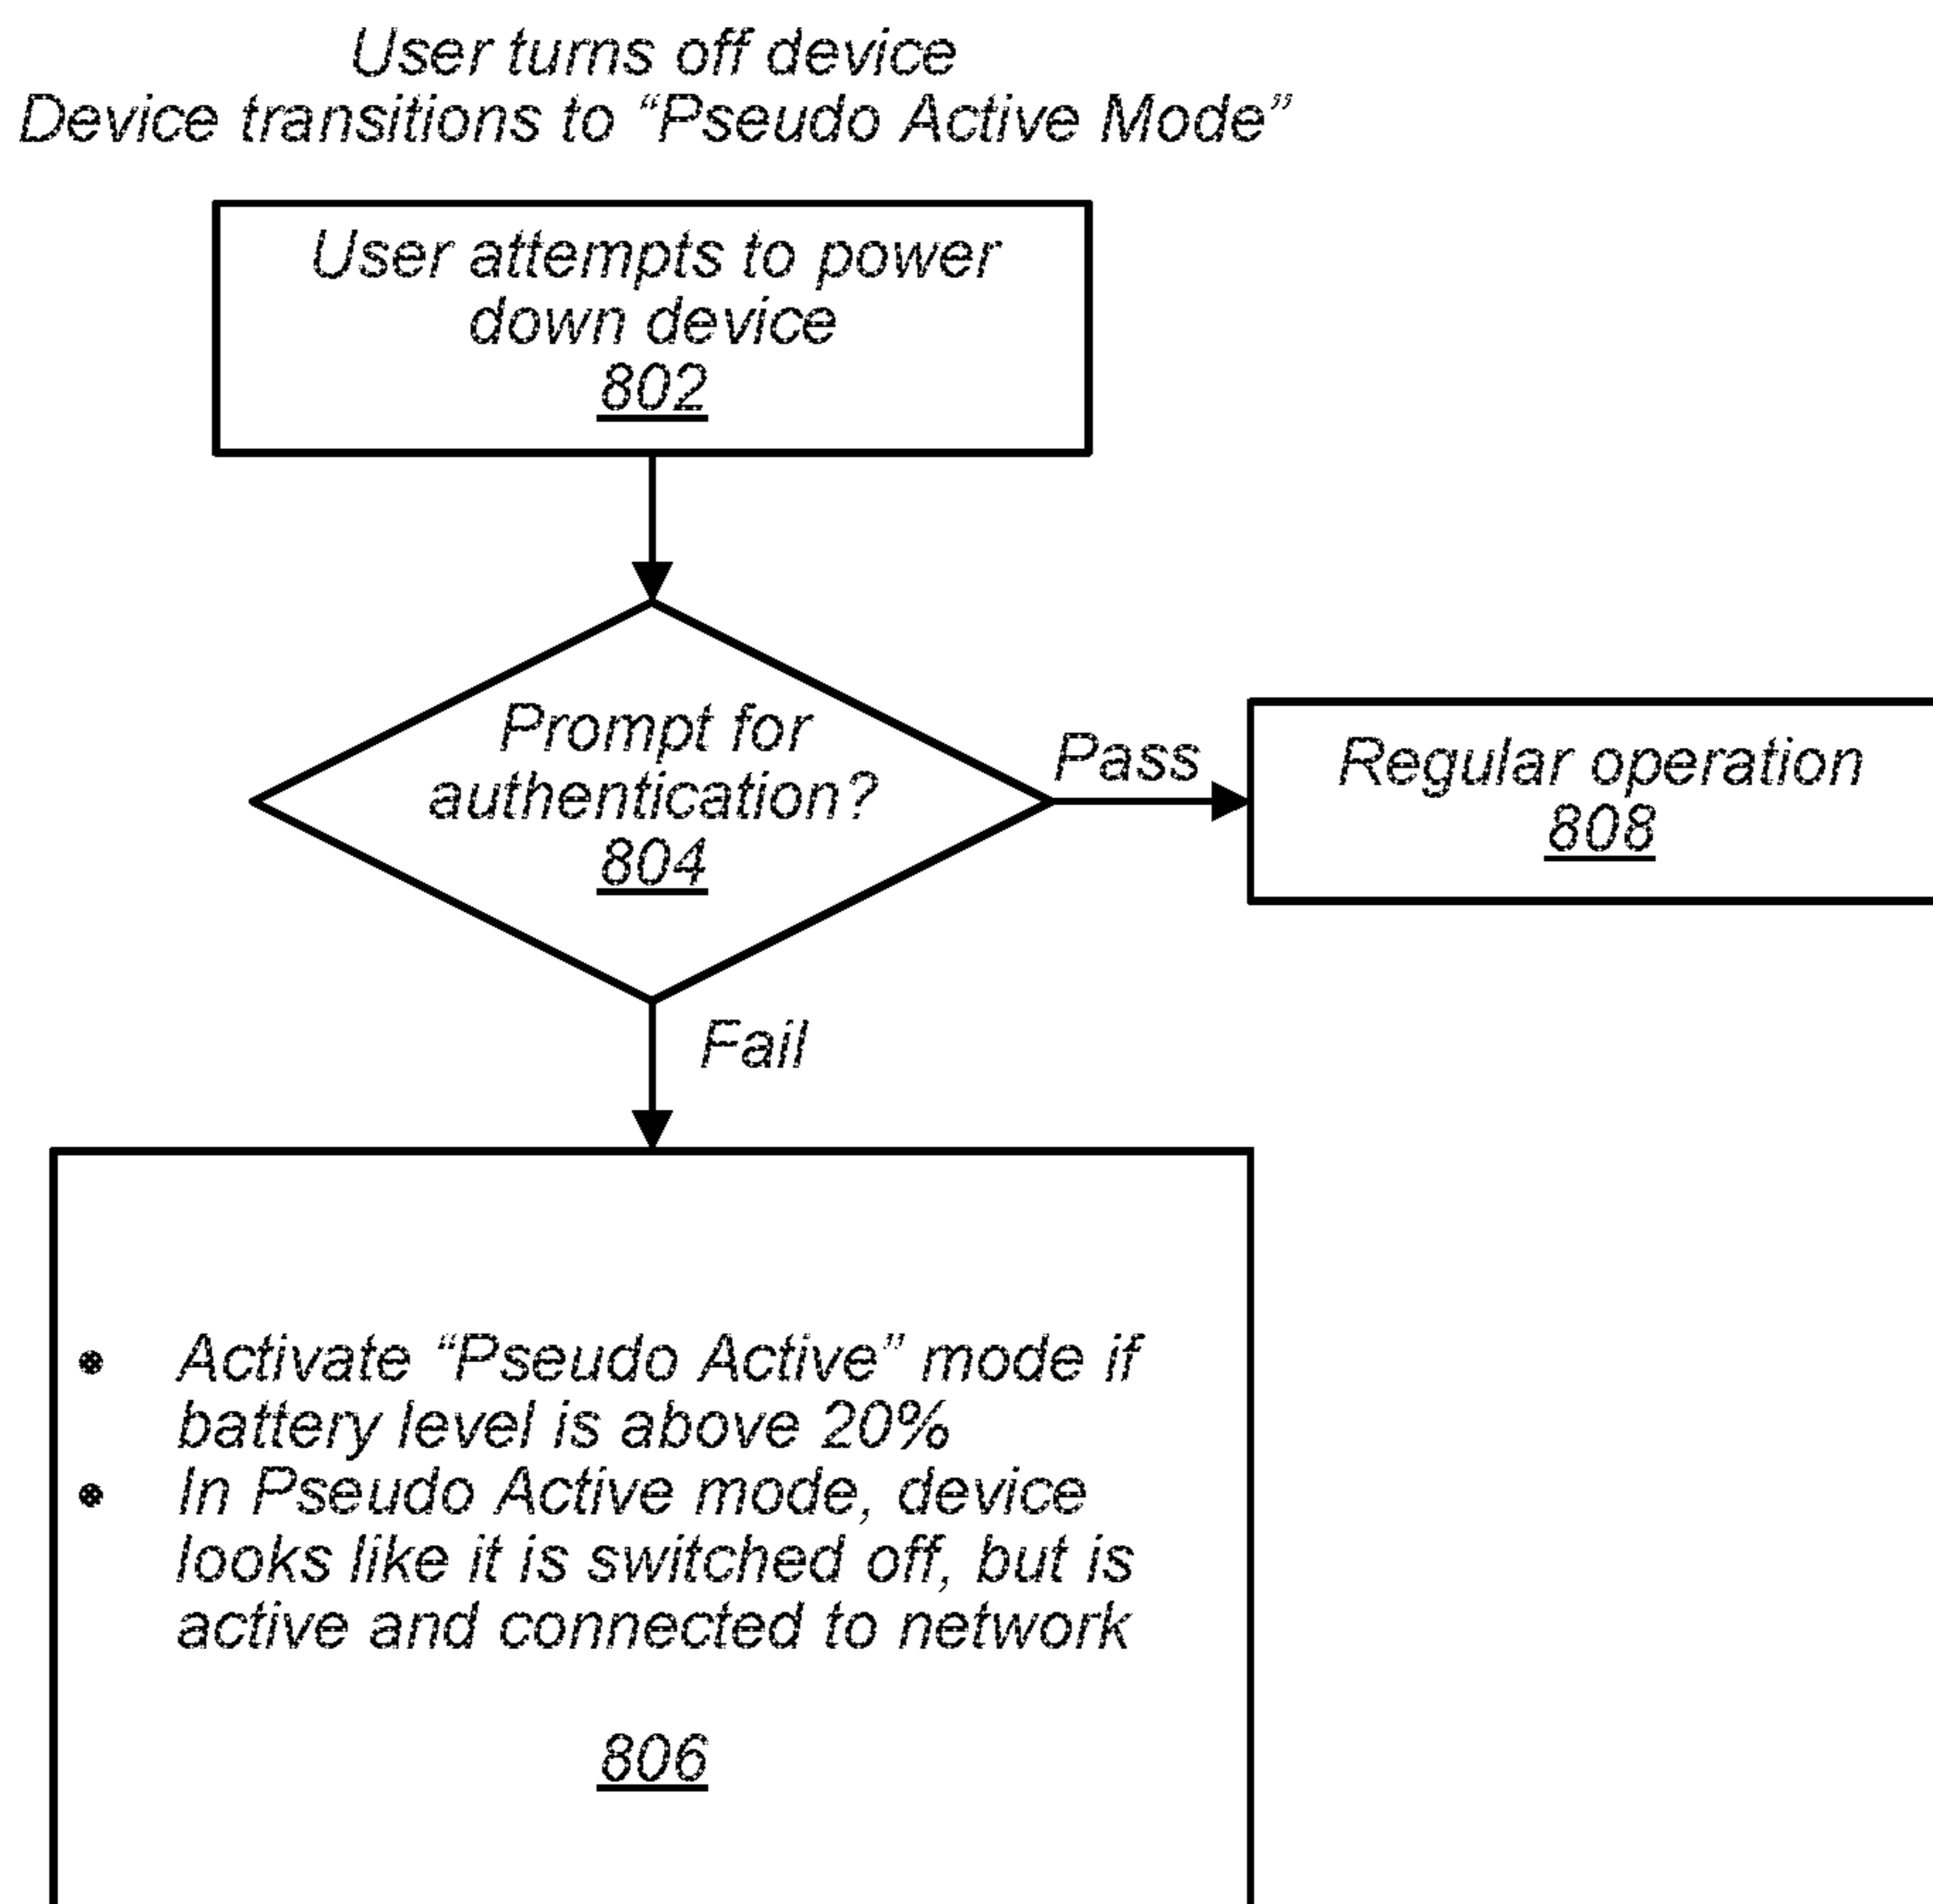 User turns off device
Device transitions to “Pseudo Active Mode”
User attempts to power
down device
802
Prompt for
authentication?
804
Pass
Regular operation
808
Fail
• Activate “Pseudo Active” mode if
battery level is above 20%
• In Pseudo Active mode, device
looks like it is switched off, but is
active and connected to network
806